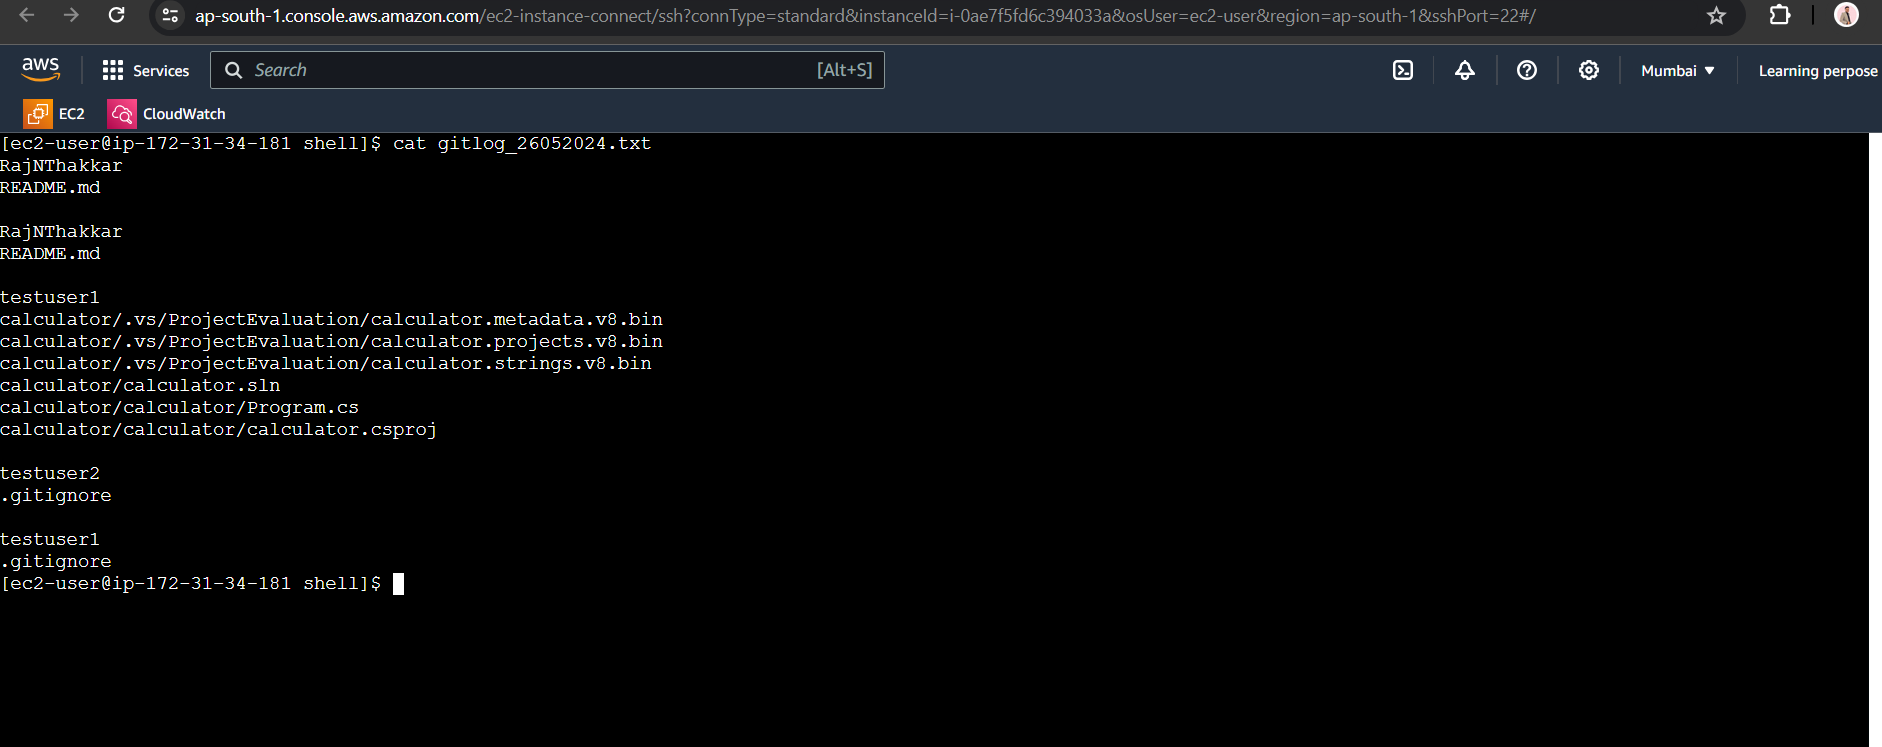 ap-south-1.console.aws.amazon.com/ec2-instance-connect/ssh?connType=standard&instanceId=i-0ae7f5fd6c394033a&osUser=ec2-user&region=ap-south-1&sshPort=22#/
aws Services Search [Alt+S] Mumbai Learning perpose
EC2 CloudWatch
[ec2-user@ip-172-31-34-181 shell]$ cat gitlog_26052024.txt
RajNThakkar
README.md
RajNThakkar
README.md
testuser1
calculator/.vs/ProjectEvaluation/calculator.metadata.v8.bin
calculator/.vs/ProjectEvaluation/calculator.projects.v8.bin
calculator/.vs/ProjectEvaluation/calculator.strings.v8.bin
calculator/calculator.sln
calculator/calculator/Program.cs
calculator/calculator/calculator.csproj
testuser2
.gitignore
testuser1
.gitignore
[ec2-user@ip-172-31-34-181 shell]$